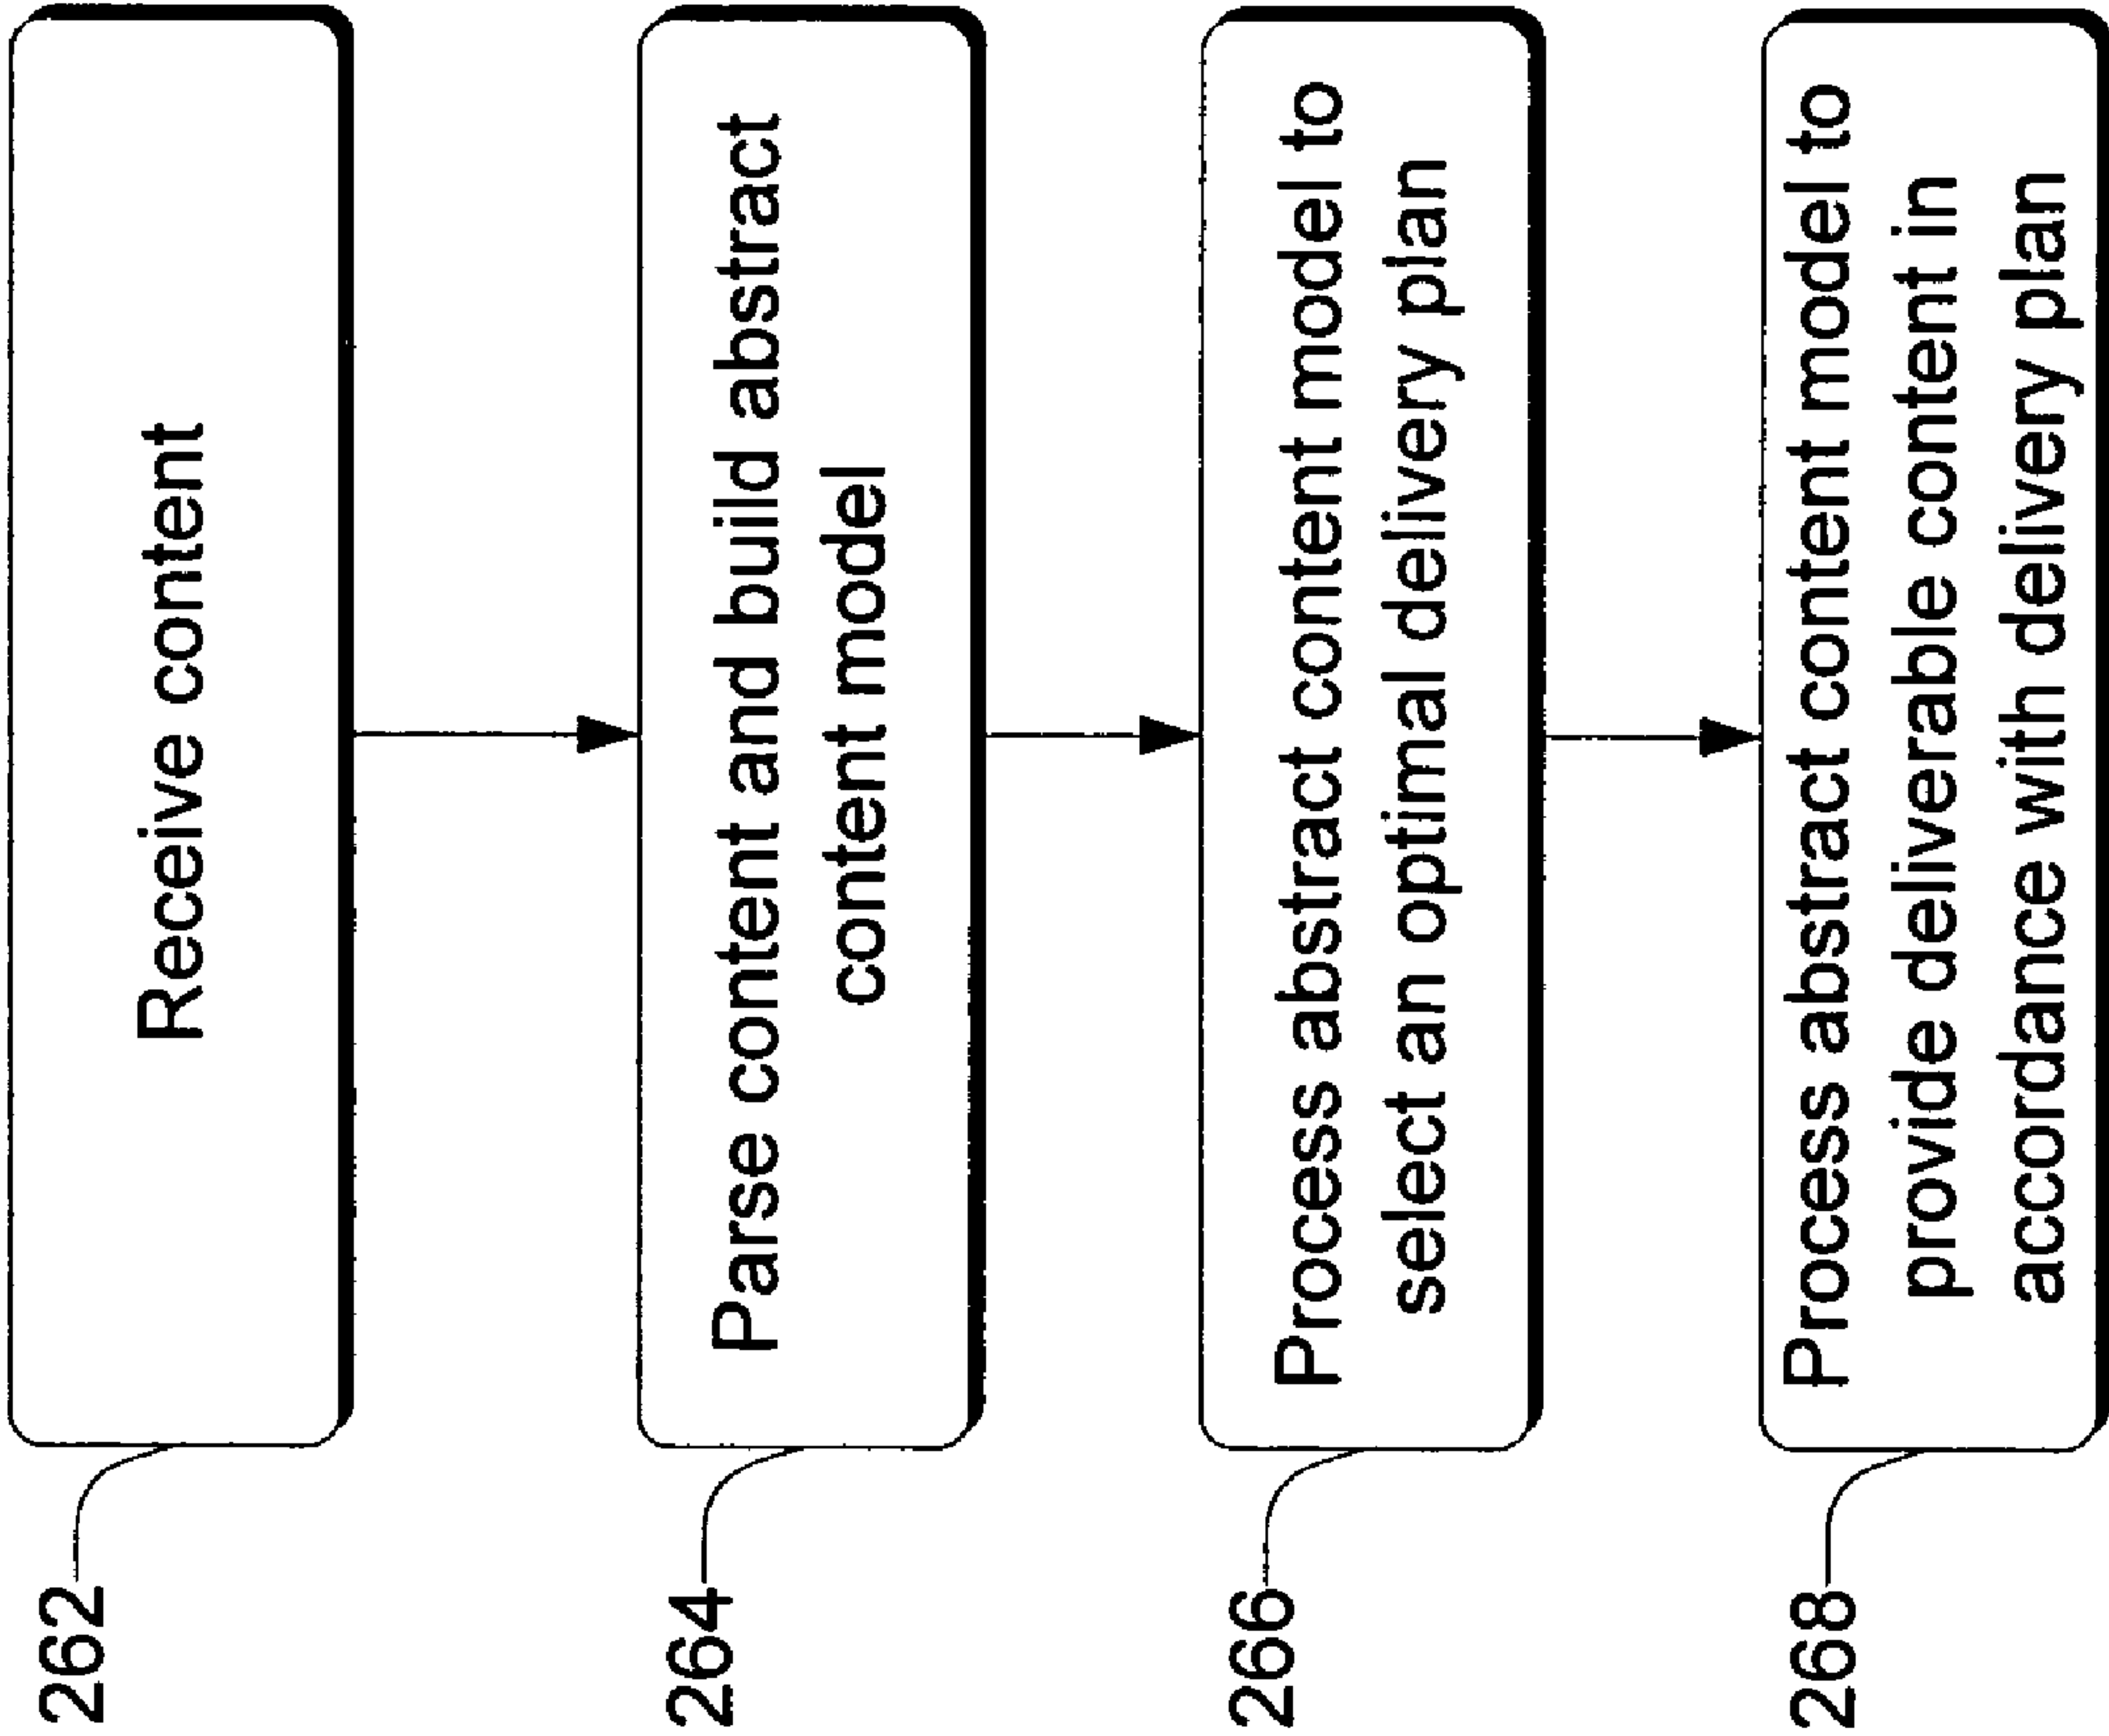 262
Receive content
264
Parse content and build abstract
content model
266
Process abstract content model to
select an optimal delivery plan
268
Process abstract content model to
provide deliverable content in
accordance with delivery plan